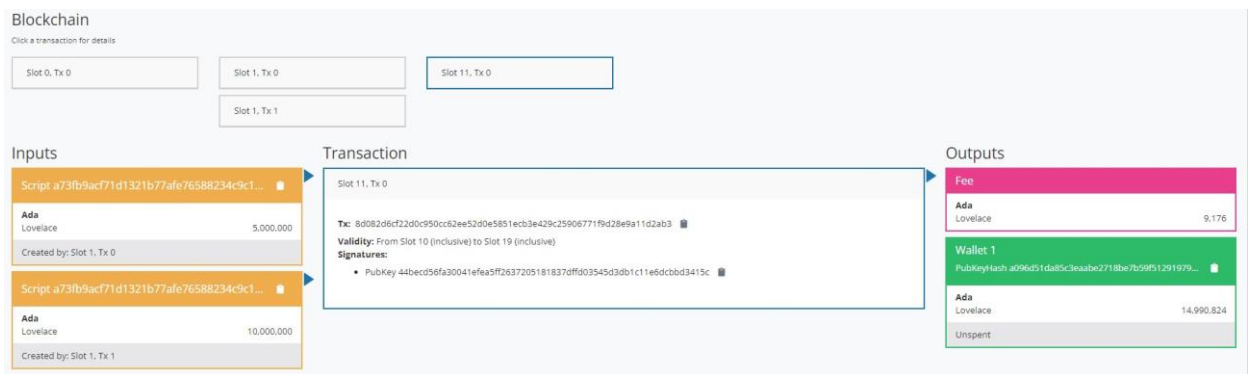 Blockchain
Click a transaction for details
Slot 0, Tx 0
Slot 1, Tx 0
Slot 11, Tx 0
Slot 1, Tx 1
Inputs
Script a73fb9acf71d1321b77afe76588234c9c1...
Ada
Lovelace 5,000,000
Created by: Slot 1, Tx 0
Script a73fb9acf71d1321b77afe76588234c9c1...
Ada
Lovelace 10,000,000
Created by: Slot 1, Tx 1
Transaction
Slot 11, Tx 0
Tx: 8d082d6cf22d0c950cc62ee52d0e5851ecb3e429c25906771f9d28e9a11d2ab3
Validity: From Slot 10 (inclusive) to Slot 19 (inclusive)
Signatures:
• PubKey 44becd56fa30041efea5ff2637205181837dffd03545d3db1c11e6dcbbd3415c
Outputs
Fee
Ada
Lovelace 9,176
Wallet 1
PubKeyHash a096d51da85c3eaabe2718be7b59f51291979...
Ada
Lovelace 14,990,824
Unspent